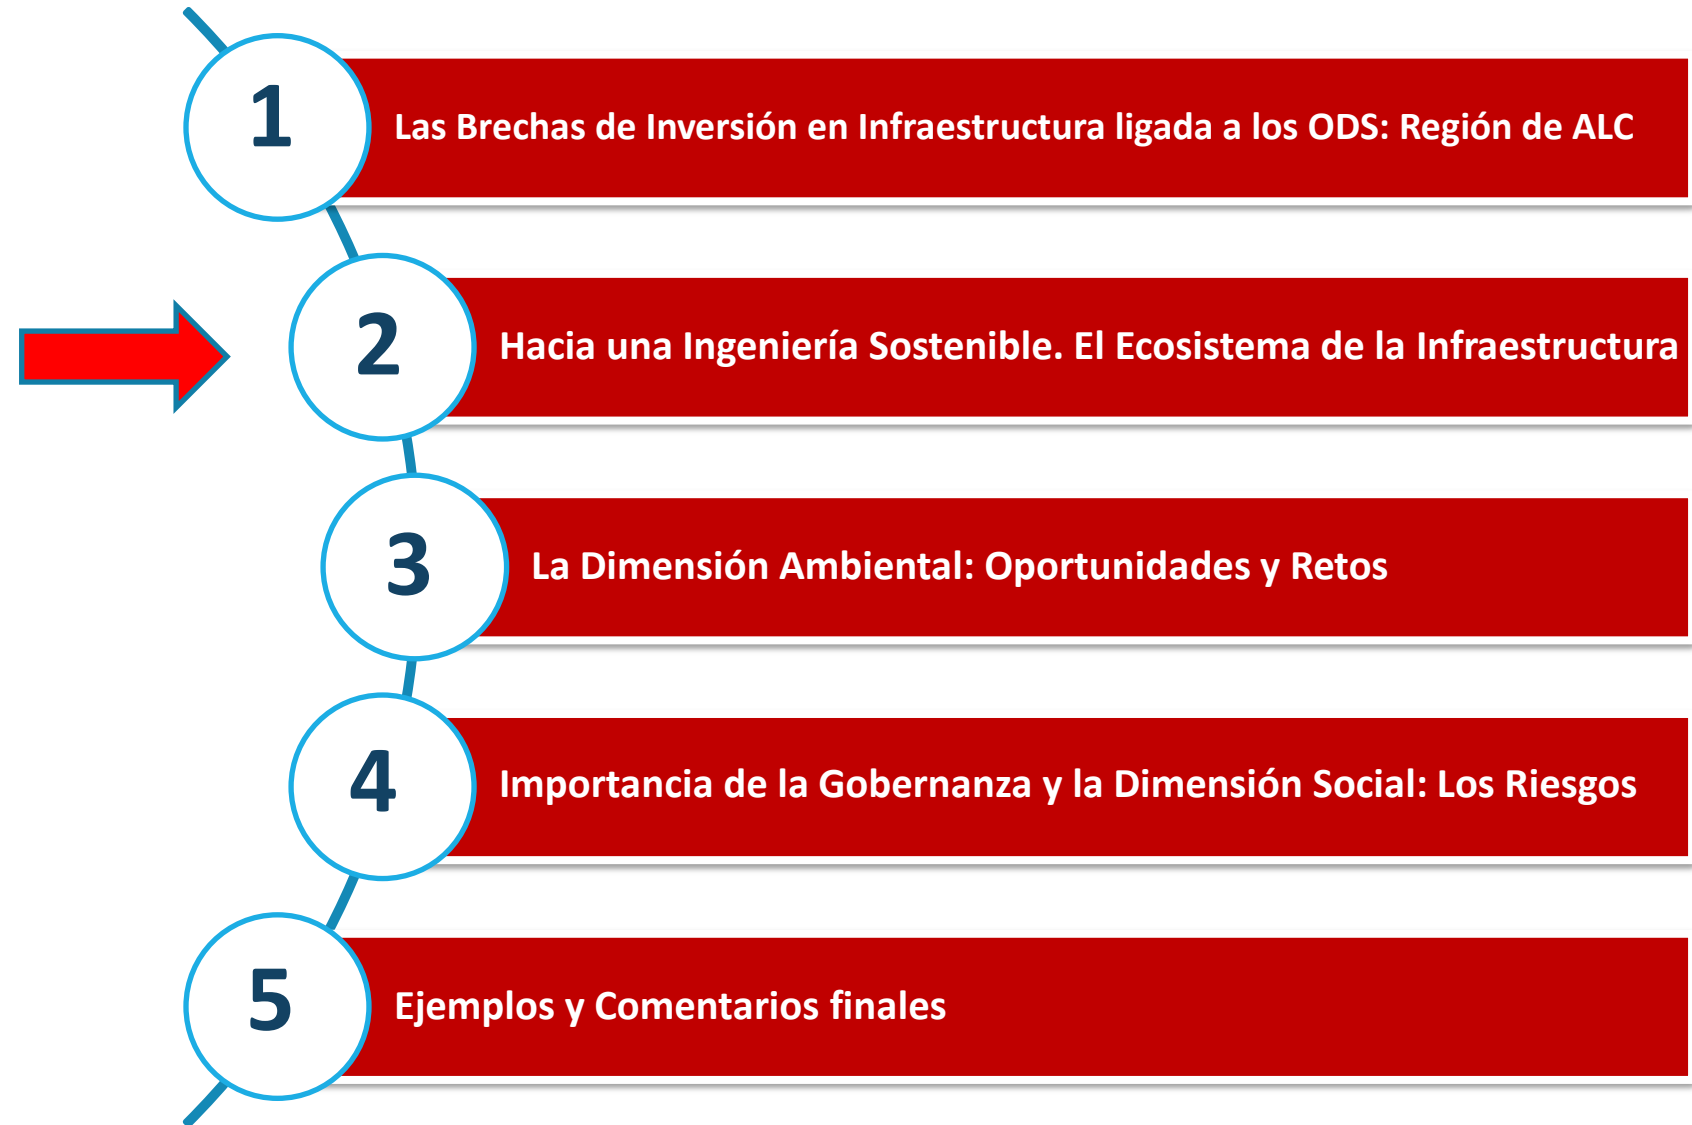 1
Las Brechas de Inversión en Infraestructura ligada a los ODS: Región de ALC
2
Hacia una Ingeniería Sostenible. El Ecosistema de la Infraestructura
3
La Dimensión Ambiental: Oportunidades y Retos
4
Importancia de la Gobernanza y la Dimensión Social: Los Riesgos
5
Ejemplos y Comentarios finales